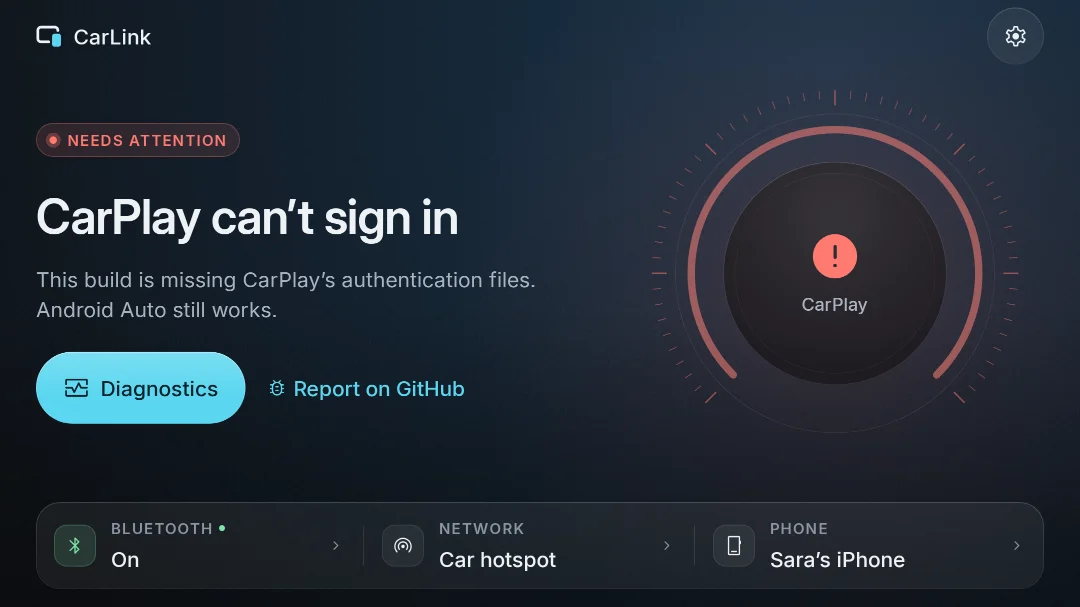 CarLink
NEEDS ATTENTION
CarPlay can’t sign in
This build is missing CarPlay’s authentication files.
Android Auto still works.
Diagnostics
Report on GitHub
CarPlay
BLUETOOTH
On
NETWORK
Car hotspot
PHONE
Sara’s iPhone